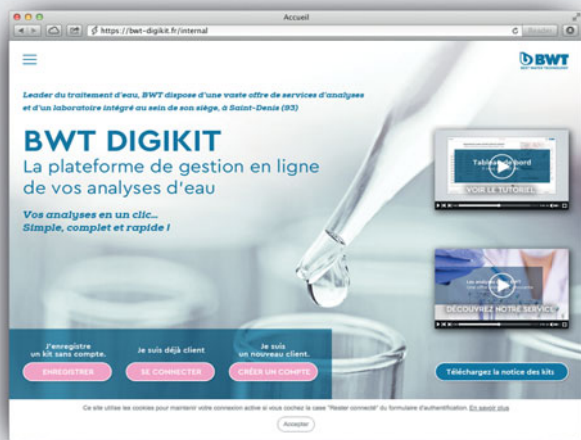 Accueil
https://bwt-digikit.fr/internal
Reader
BWT
BEST WATER TECHNOLOGY
Leader du traitement d'eau, BWT dispose d'une vaste offre de services d'analyses
et d'un laboratoire intégré au sein de son siège, à Saint-Denis (93)
BWT DIGIKIT
La plateforme de gestion en ligne
de vos analyses d'eau
Vos analyses en un clic...
Simple, complet et rapide !
Tableau de bord
VOIR LE TUTORIEL
DÉCOUVREZ NOTRE SERVICE
J'enregistre
un kit sans compte.
ENREGISTRER
Je suis déjà client
SE CONNECTER
Je suis
un nouveau client.
CRÉER UN COMPTE
Téléchargez la notice des kits
Ce site utilise les cookies pour maintenir votre connexion active si vous cochez la case "Rester connecté" du formulaire d'authentification. En savoir plus
Accepter